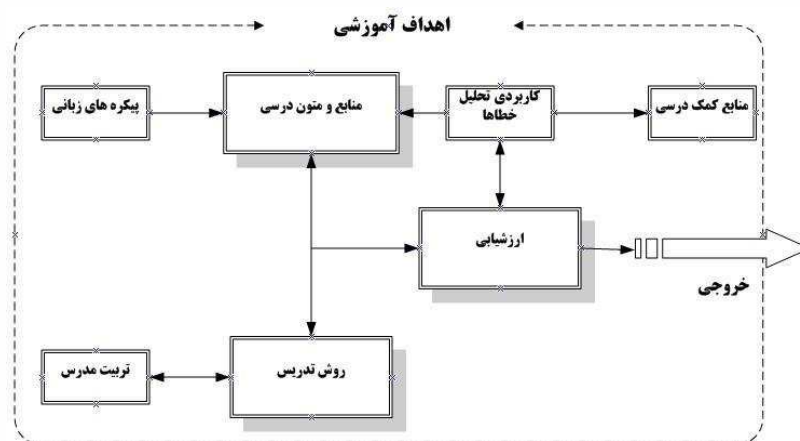 اهداف آموزشی
پیکره های زبانی
منابع و متون درسی
کاربردی تحلیل
خطاها
منابع کمک درسی
ارزشیابی
خروجی
تربیت مدرس
روش تدریس